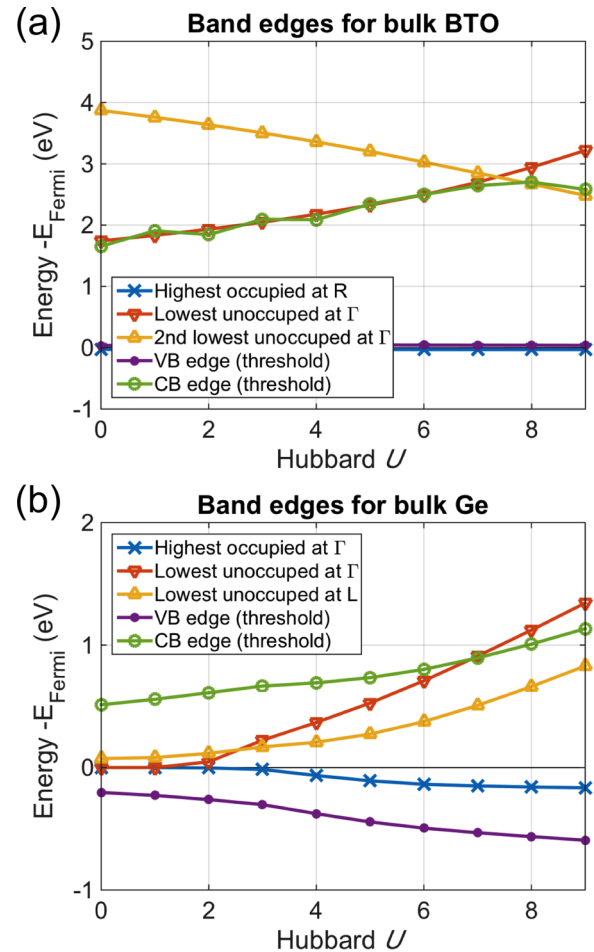 (a)
Band edges for bulk BTO
Energy -E_Fermi (eV)
5
4
3
2
1
0
-1
Highest occupied at R
Lowest unoccuped at Γ
2nd lowest unoccuped at Γ
VB edge (threshold)
CB edge (threshold)
0 2 4 6 8
Hubbard U
(b)
Band edges for bulk Ge
Energy -E_Fermi (eV)
2
1
0
-1
Highest occupied at Γ
Lowest unoccuped at Γ
Lowest unoccuped at L
VB edge (threshold)
CB edge (threshold)
0 2 4 6 8
Hubbard U